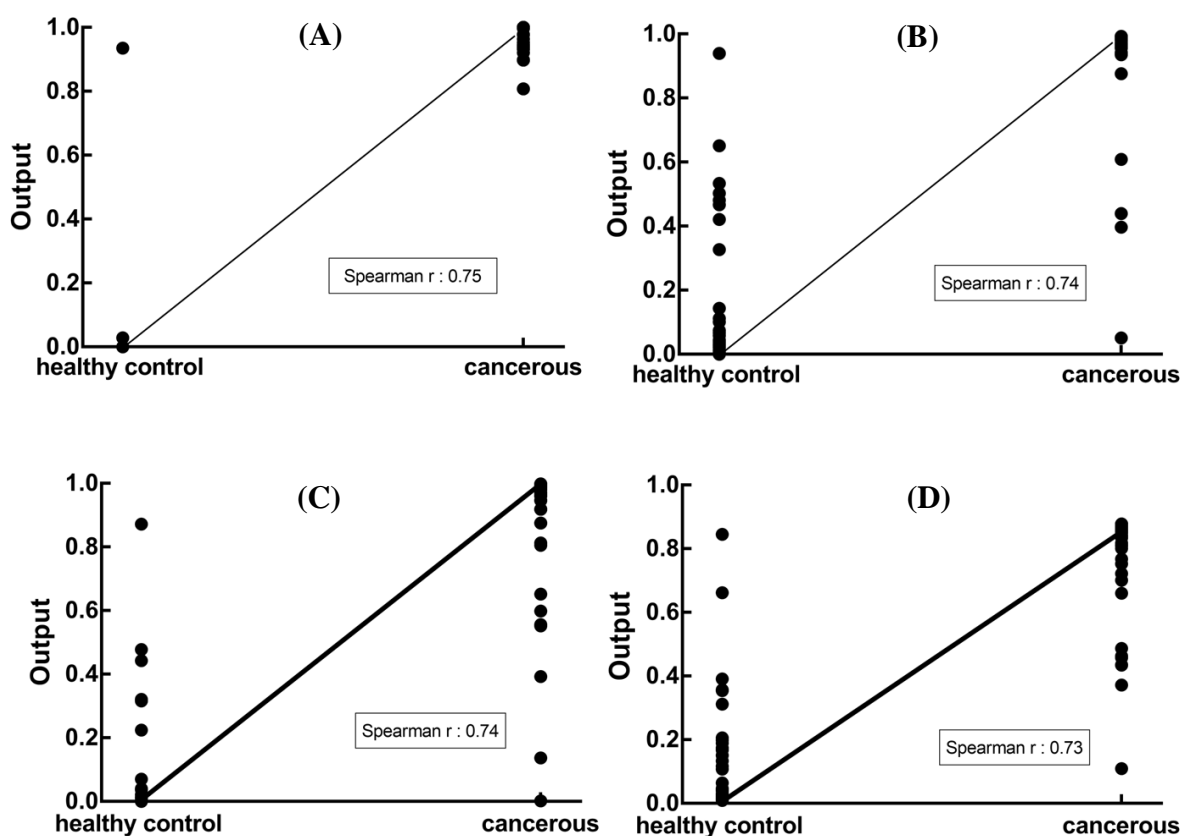 (A)
1.0
0.8
0.6
0.4
0.2
0.0
Output
Spearman r : 0.75
healthy control
cancerous
(B)
1.0
0.8
0.6
0.4
0.2
0.0
Output
Spearman r : 0.74
healthy control
cancerous
(C)
1.0
0.8
0.6
0.4
0.2
0.0
Output
Spearman r : 0.74
healthy control
cancerous
(D)
1.0
0.8
0.6
0.4
0.2
0.0
Output
Spearman r : 0.73
healthy control
cancerous